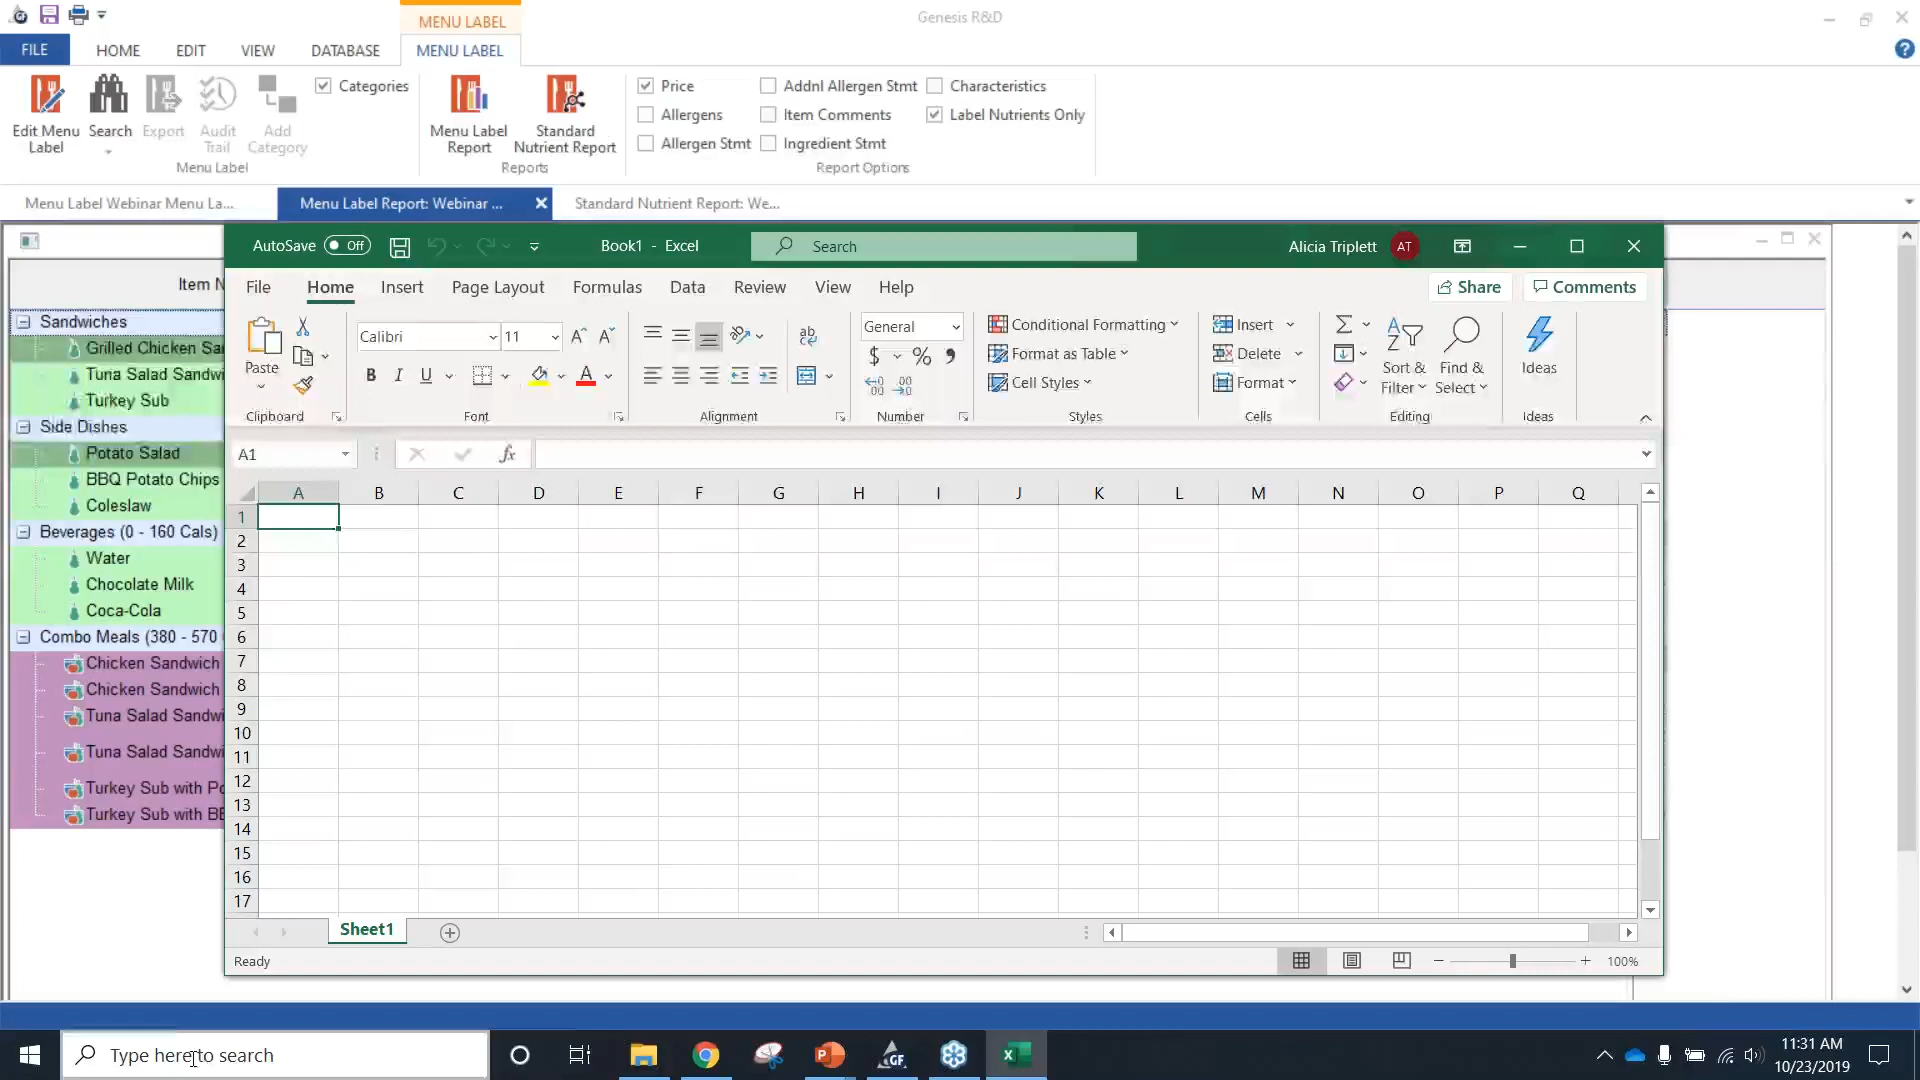 MENU LABEL
Genesis R&D
FILE HOME EDIT VIEW DATABASE MENU LABEL
Edit Menu Label
Search
Export
Audit Trail
Add Category
Categories
Menu Label
Menu Label Report
Standard Nutrient Report
Reports
Price Addnl Allergen Stmt Characteristics
Allergens Item Comments Label Nutrients Only
Allergen Stmt Ingredient Stmt
Report Options
Menu Label Webinar Menu La... Menu Label Report: Webinar ... Standard Nutrient Report: We...
AutoSave Off Book1 - Excel Search Alicia Triplett AT
File Home Insert Page Layout Formulas Data Review View Help Share Comments
Paste
Clipboard
Calibri 11
B I U A
Font
ab
Alignment
General
$ % 9
Number
Conditional Formatting
Format as Table
Cell Styles
Styles
Insert
Delete
Format
Cells
Sort & Filter
Find & Select
Editing
Ideas
Ideas
A1 fx
A B C D E F G H I J K L M N O P Q
1
2
3
4
5
6
7
8
9
10
11
12
13
14
15
16
17
Sheet1
Ready 100%
Item N
Sandwiches
Grilled Chicken Sa
Tuna Salad Sandwi
Turkey Sub
Side Dishes
Potato Salad
BBQ Potato Chips
Coleslaw
Beverages (0 - 160 Cals)
Water
Chocolate Milk
Coca-Cola
Combo Meals (380 - 570
Chicken Sandwich
Chicken Sandwich
Tuna Salad Sandwi
Tuna Salad Sandwi
Turkey Sub with Po
Turkey Sub with BB
Type here to search
GF
11:31 AM
10/23/2019